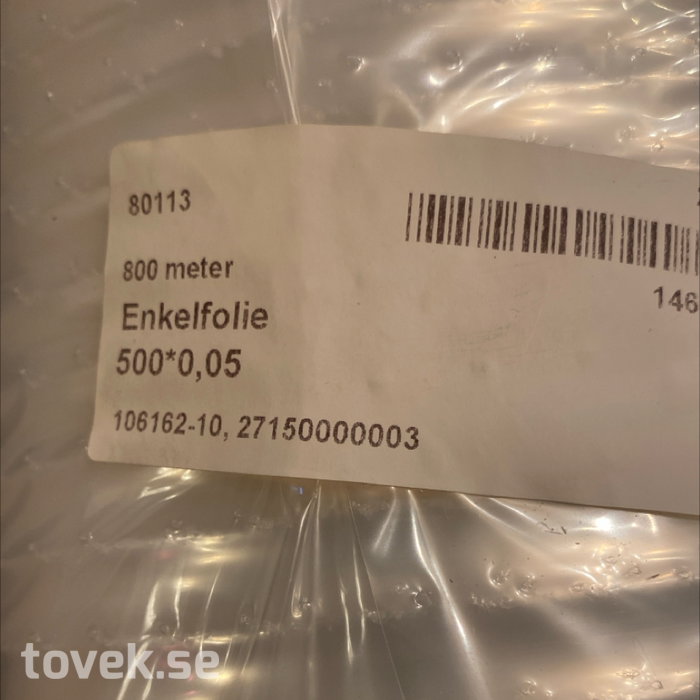 80113
800 meter
Enkelfolie
500*0,05
106162-10, 27150000003
146
tovek.se